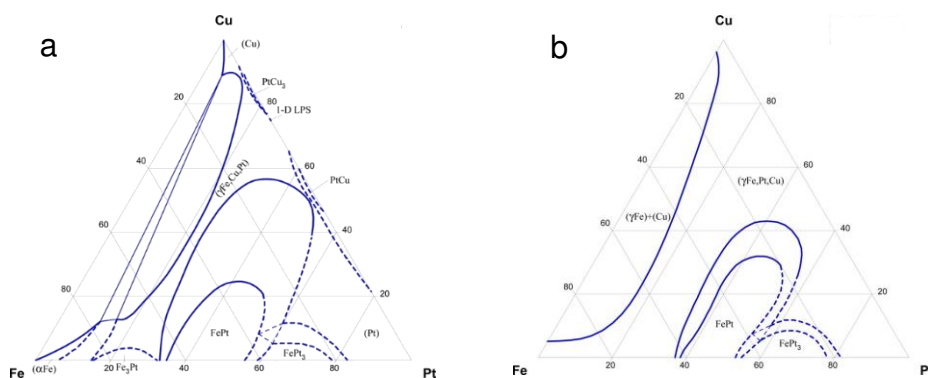 a
Cu
(Cu)
PtCu3
20
80
1-D LPS
40
(γFe,Cu,Pt)
60
PtCu
60
40
80
20
FePt
(Pt)
FePt3
Fe
(αFe)
20
Fe3Pt
40
60
80
Pt
b
Cu
20
80
40
60
(γFe,Pt,Cu)
(γFe)+(Cu)
60
40
80
20
FePt
FePt3
Fe
20
40
60
80
P